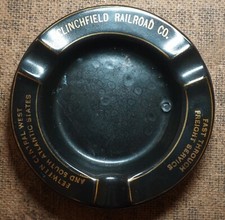 CLINCHFIELD RAILROAD CO.
FAST THROUGH
FREIGHT SERVICE
BETWEEN CENTRAL WEST
AND SOUTH ATLANTIC STATES